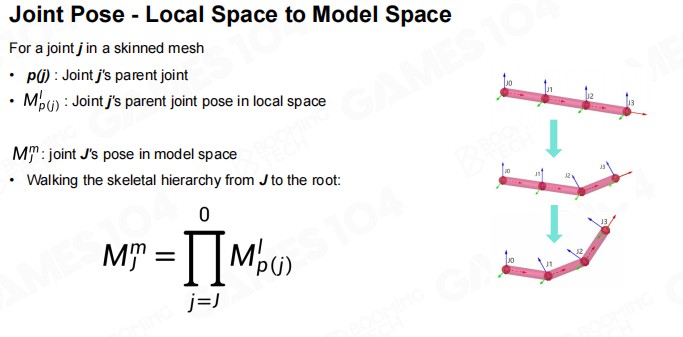 Joint Pose - Local Space to Model Space
For a joint j in a skinned mesh
• p(j) : Joint j's parent joint
• M^l_{p(j)} : Joint j's parent joint pose in local space
M^m_J : joint J's pose in model space
• Walking the skeletal hierarchy from J to the root:
M^m_J = ∏_{j=J}^{0} M^l_{p(j)}
J0 J1 J2 J3
J0 J1 J2 J3
J0 J1 J2 J3
GAMES 104
BOOMING TECH